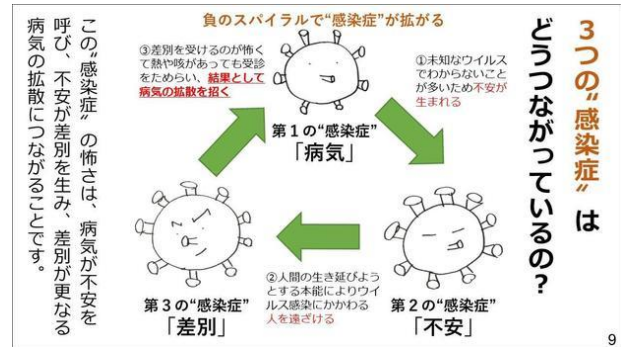 ３つの“感染症”は
どうつながっているの？
負のスパイラルで“感染症”が拡がる
①未知なウイルス
でわからないこと
が多いため不安が
生まれる
第１の“感染症”
「病気」
②人間の生き延びよう
とする本能によりウイ
ルス感染にかかわる
人を遠ざける
第２の“感染症”
「不安」
③差別を受けるのが怖く
て熱や咳があっても受診
をためらい、結果として
病気の拡散を招く
第３の“感染症”
「差別」
この“感染症”の怖さは、病気が不安を
呼び、不安が差別を生み、差別が更なる
病気の拡散につながることです。
9